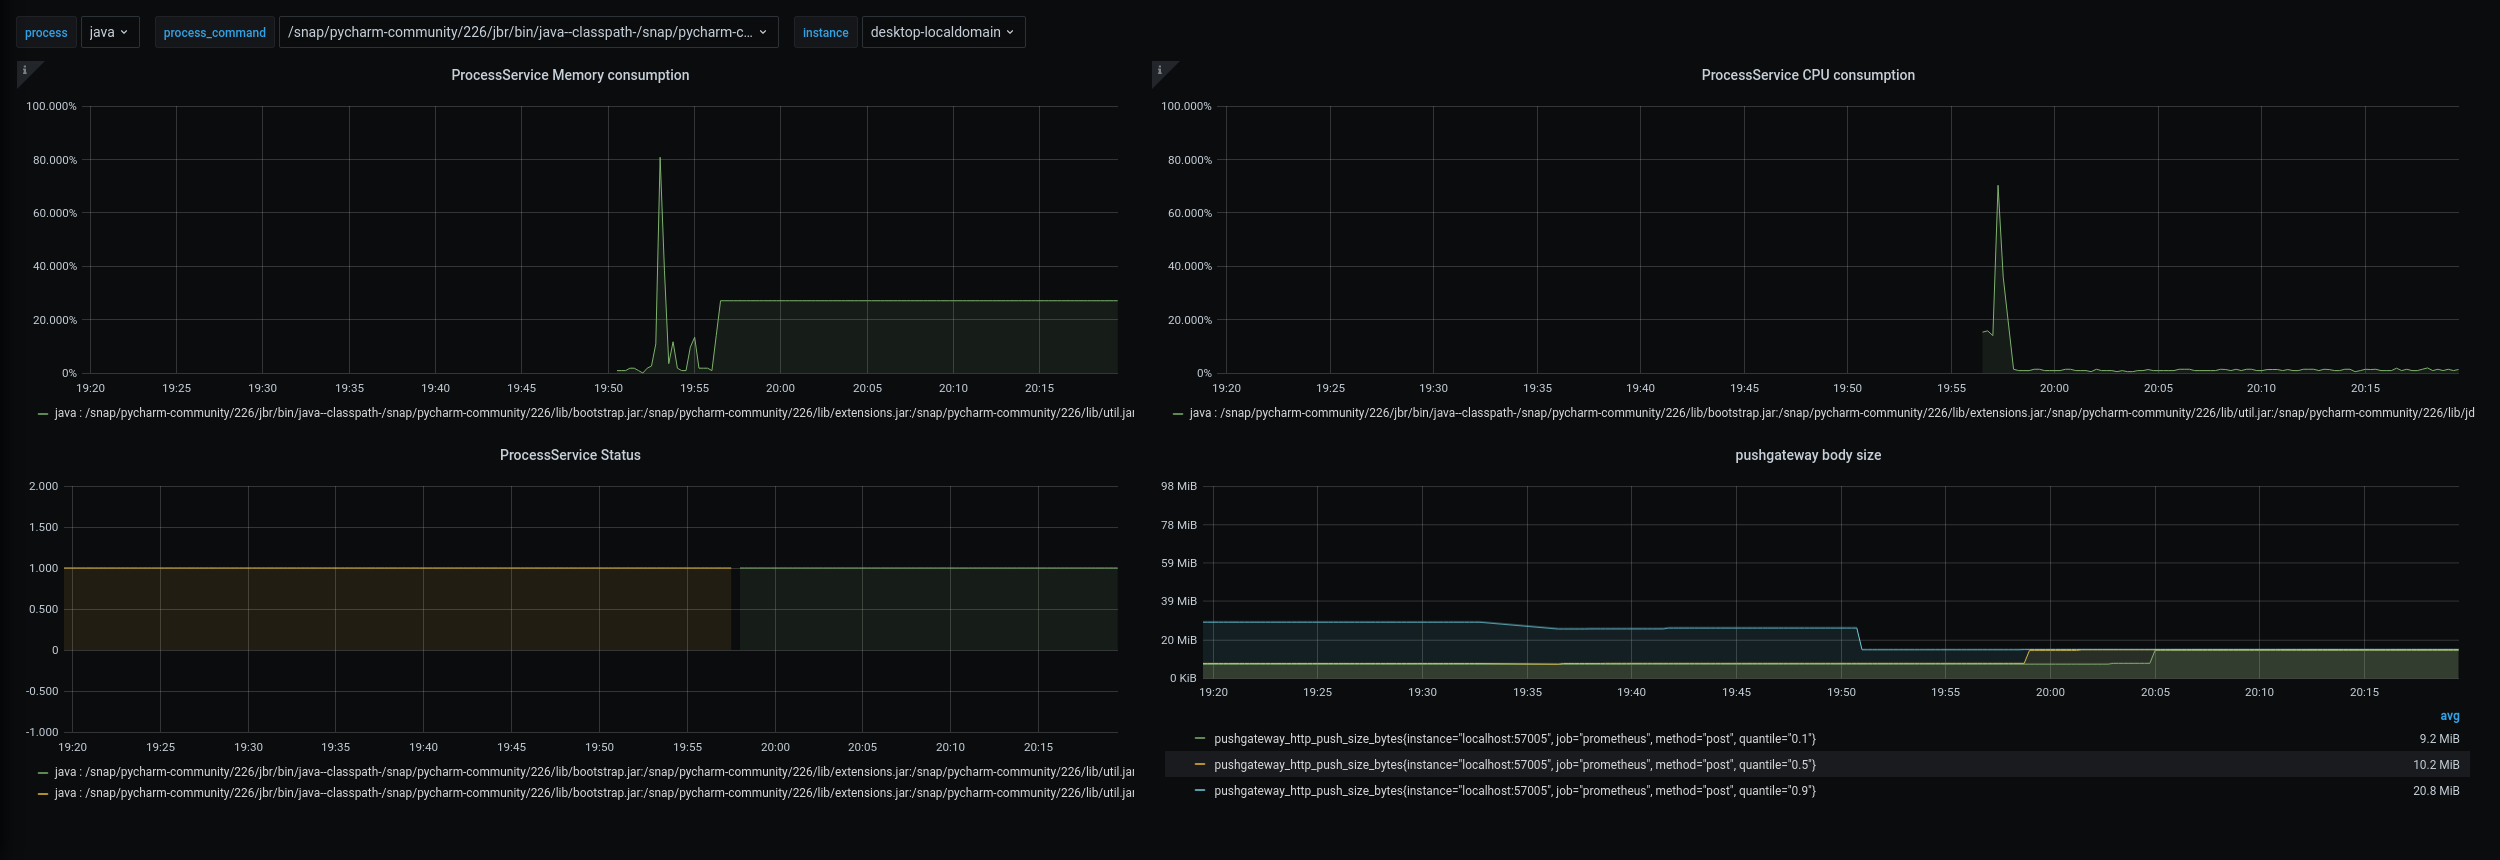 process java process_command /snap/pycharm-community/226/jbr/bin/java--classpath-/snap/pycharm-c... instance desktop-localdomain
i
ProcessService Memory consumption
100.000%
80.000%
60.000%
40.000%
20.000%
0%
19:20 19:25 19:30 19:35 19:40 19:45 19:50 19:55 20:00 20:05 20:10 20:15
java : /snap/pycharm-community/226/jbr/bin/java--classpath-/snap/pycharm-community/226/lib/bootstrap.jar:/snap/pycharm-community/226/lib/extensions.jar:/snap/pycharm-community/226/lib/util.jar
i
ProcessService CPU consumption
100.000%
80.000%
60.000%
40.000%
20.000%
0%
19:20 19:25 19:30 19:35 19:40 19:45 19:50 19:55 20:00 20:05 20:10 20:15
java : /snap/pycharm-community/226/jbr/bin/java--classpath-/snap/pycharm-community/226/lib/bootstrap.jar:/snap/pycharm-community/226/lib/extensions.jar:/snap/pycharm-community/226/lib/util.jar:/snap/pycharm-community/226/lib/jd
ProcessService Status
2.000
1.500
1.000
0.500
0
-0.500
-1.000
19:20 19:25 19:30 19:35 19:40 19:45 19:50 19:55 20:00 20:05 20:10 20:15
java : /snap/pycharm-community/226/jbr/bin/java--classpath-/snap/pycharm-community/226/lib/bootstrap.jar:/snap/pycharm-community/226/lib/extensions.jar:/snap/pycharm-community/226/lib/util.jar
java : /snap/pycharm-community/226/jbr/bin/java--classpath-/snap/pycharm-community/226/lib/bootstrap.jar:/snap/pycharm-community/226/lib/extensions.jar:/snap/pycharm-community/226/lib/util.jar
pushgateway body size
98 MiB
78 MiB
59 MiB
39 MiB
20 MiB
0 KiB
19:20 19:25 19:30 19:35 19:40 19:45 19:50 19:55 20:00 20:05 20:10 20:15
avg
pushgateway_http_push_size_bytes{instance="localhost:57005", job="prometheus", method="post", quantile="0.1"} 9.2 MiB
pushgateway_http_push_size_bytes{instance="localhost:57005", job="prometheus", method="post", quantile="0.5"} 10.2 MiB
pushgateway_http_push_size_bytes{instance="localhost:57005", job="prometheus", method="post", quantile="0.9"} 20.8 MiB